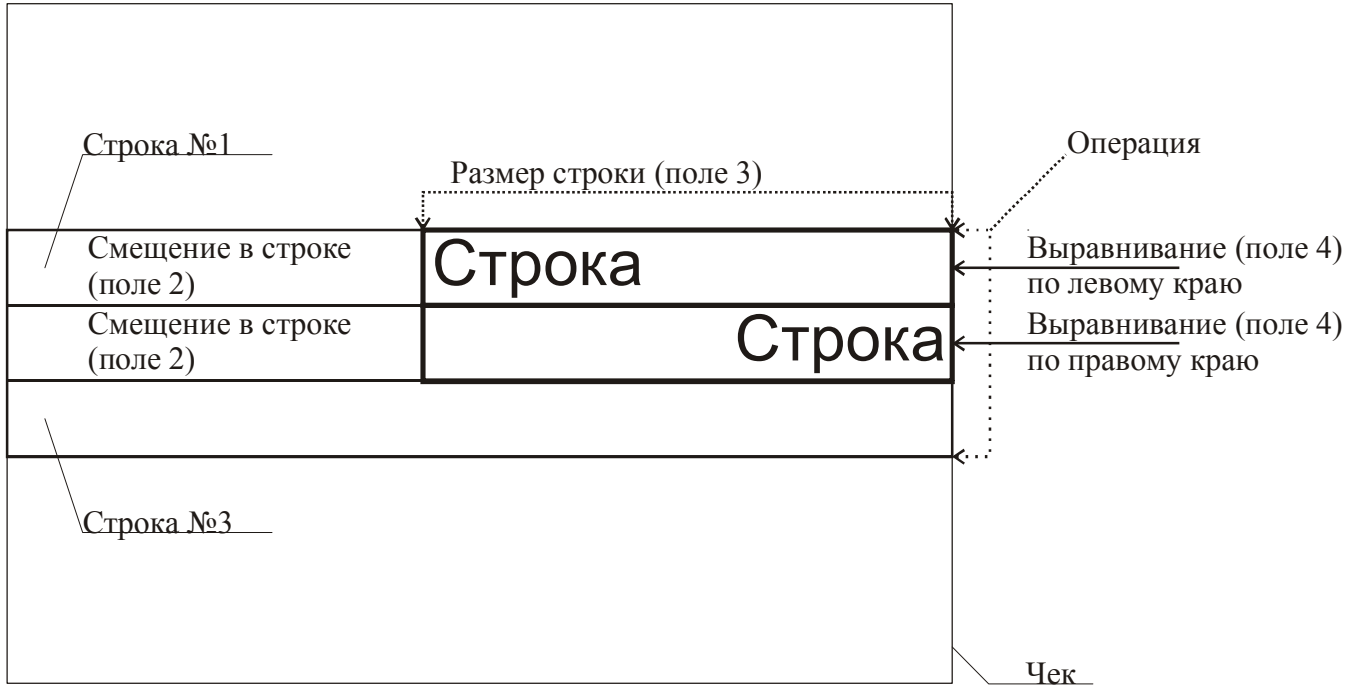 Строка №1
Операция
Размер строки (поле 3)
Смещение в строке
(поле 2)
Строка
Выравнивание (поле 4)
по левому краю
Смещение в строке
(поле 2)
Строка
Выравнивание (поле 4)
по правому краю
Строка №3
Чек